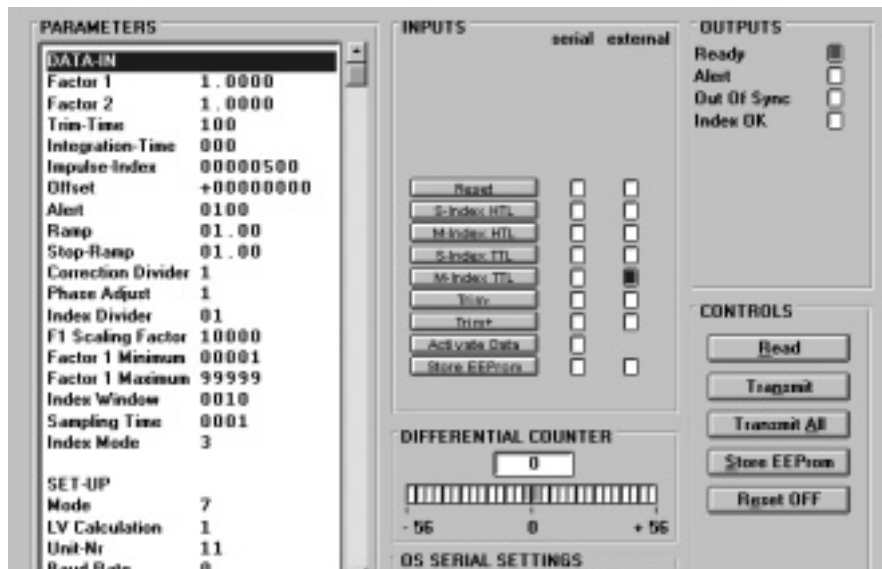 PARAMETERS
DATA-IN
Factor 1 1.0000
Factor 2 1.0000
Trim-Time 100
Integration-Time 000
Impulse-Index 00000500
Offset +00000000
Alert 0100
Ramp 01.00
Stop-Ramp 01.00
Correction Divider 1
Phase Adjust 1
Index Divider 01
F1 Scaling Factor 10000
Factor 1 Minimum 00001
Factor 1 Maximum 99999
Index Window 0010
Sampling Time 0001
Index Mode 3
SET-UP
Mode 7
LV Calculation 1
Unit-Nr 11
Baud Rate 0
INPUTS
serial external
Reset
S-Index HTL
M-Index HTL
S-Index TTL
M-Index TTL
Trim-
Trim+
Activate Data
Store EEProm
DIFFERENTIAL COUNTER
0
- 56 0 + 56
OS SERIAL SETTINGS
OUTPUTS
Ready
Alert
Out Of Sync
Index OK
CONTROLS
Read
Transmit
Transmit All
Store EEProm
Reset OFF